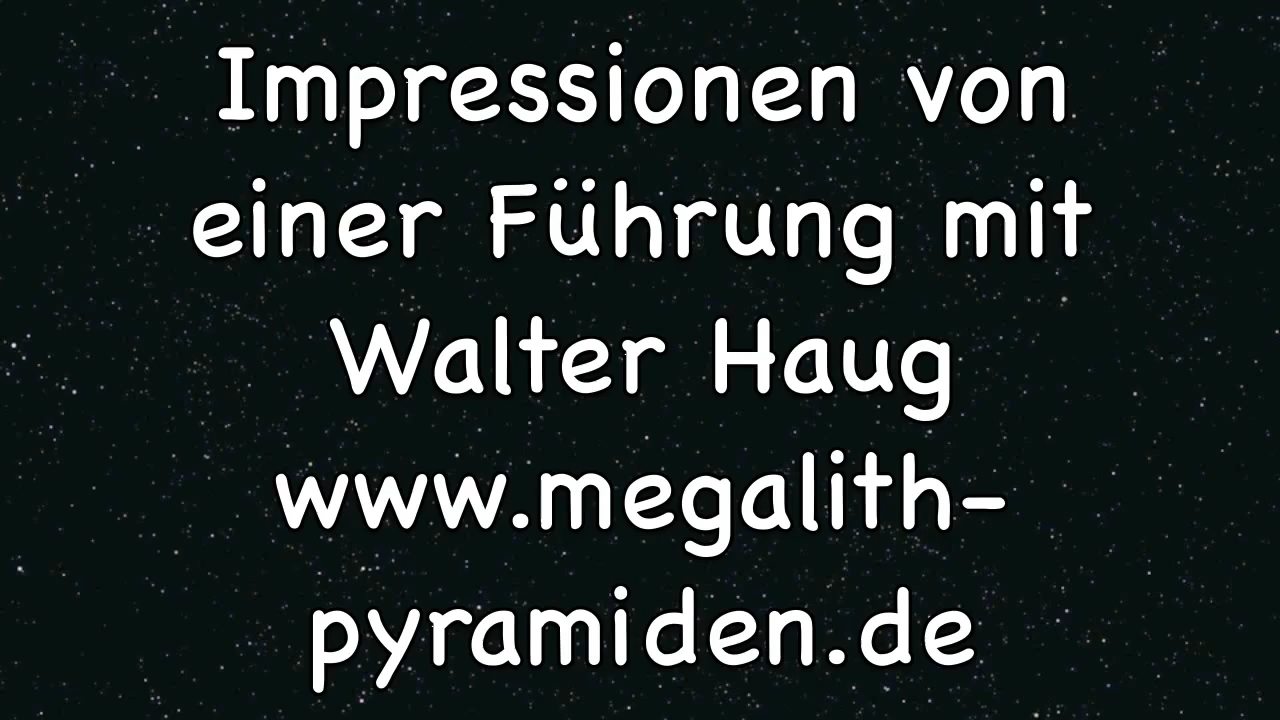 Impressionen von
einer Führung mit
Walter Haug
www.megalith-
pyramiden.de